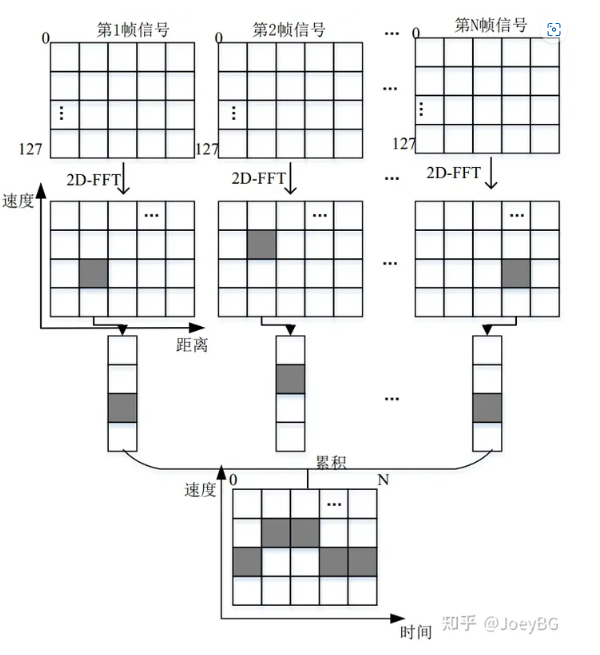 第1帧信号 第2帧信号 ... 第N帧信号
0 0 0
...
⋮ ⋮ ⋮
127 127 127
2D-FFT 2D-FFT ... 2D-FFT
速度
... ... ...
...
距离
...
累积
速度 0 N
...
时间
知乎 @JoeyBG